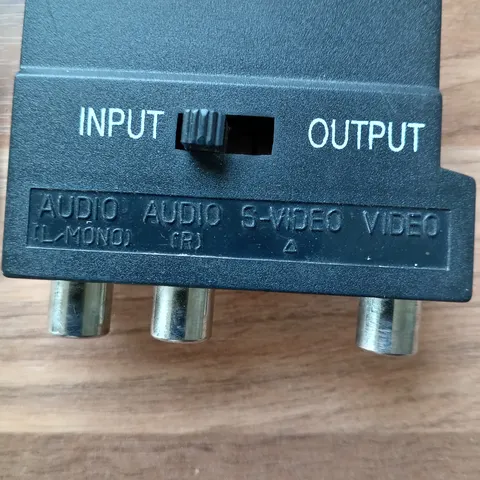 INPUT OUTPUT
AUDIO AUDIO S-VIDEO VIDEO
(L/MONO) (R)